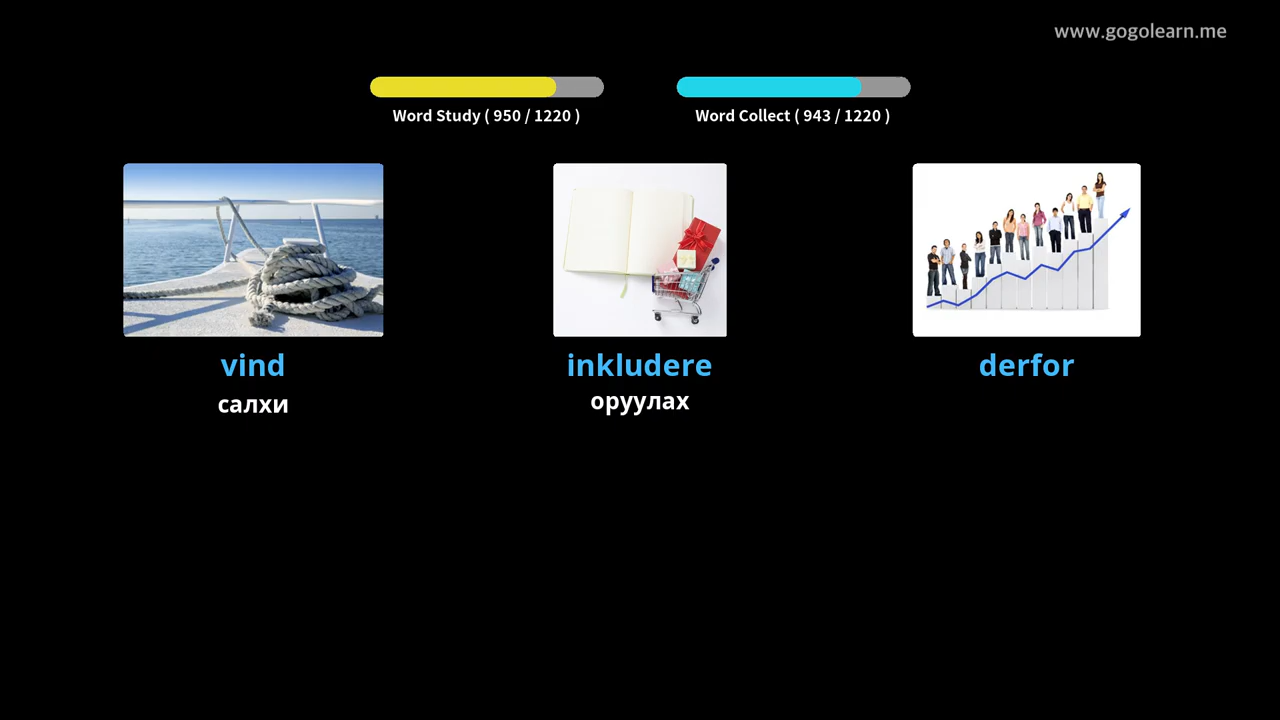 www.gogolearn.me
Word Study ( 950 / 1220 )
Word Collect ( 943 / 1220 )
vind
салхи
inkludere
оруулах
derfor